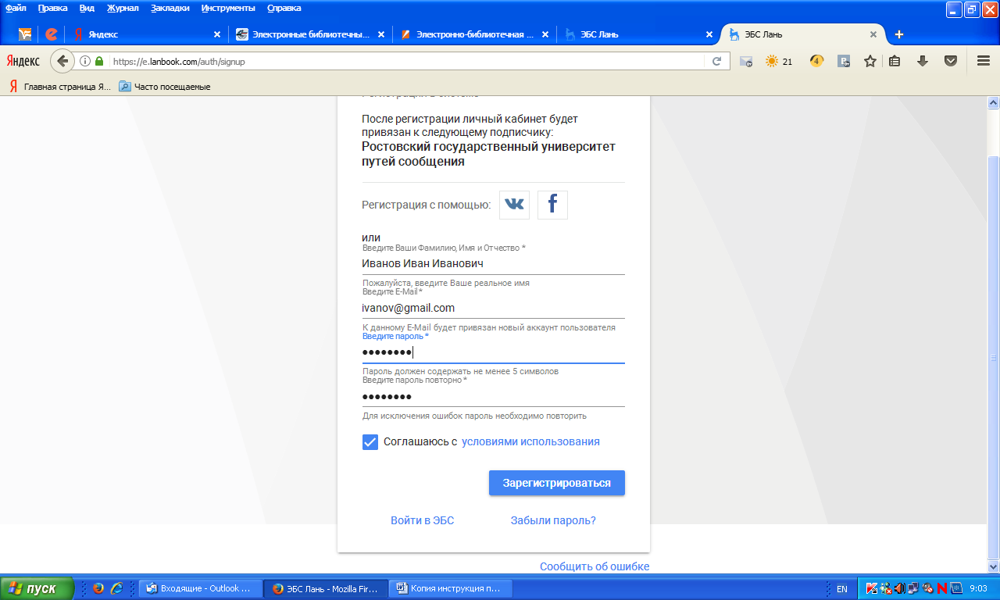 Файл Правка Вид Журнал Закладки Инструменты Справка
Яндекс
Электронные библиотечны...
Электронно-библиотечная ...
ЭБС Лань
ЭБС Лань
Яндекс
https://e.lanbook.com/auth/signup
21
4
Главная страница Я...
Часто посещаемые
После регистрации личный кабинет будет
привязан к следующему подписчику:
Ростовский государственный университет
путей сообщения
Регистрация с помощью:
или
Введите Ваши Фамилию, Имя и Отчество *
Иванов Иван Иванович
Пожалуйста, введите Ваше реальное имя
Введите E-Mail *
ivanov@gmail.com
К данному E-Mail будет привязан новый аккаунт пользователя
Введите пароль *
••••••••
Пароль должен содержать не менее 5 символов
Введите пароль повторно *
••••••••
Для исключения ошибок пароль необходимо повторить
Соглашаюсь с условиями использования
Зарегистрироваться
Войти в ЭБС
Забыли пароль?
Сообщить об ошибке
пуск
Входящие - Outlook ...
ЭБС Лань - Mozilla Fir...
Копия инструкция п...
EN
9:03